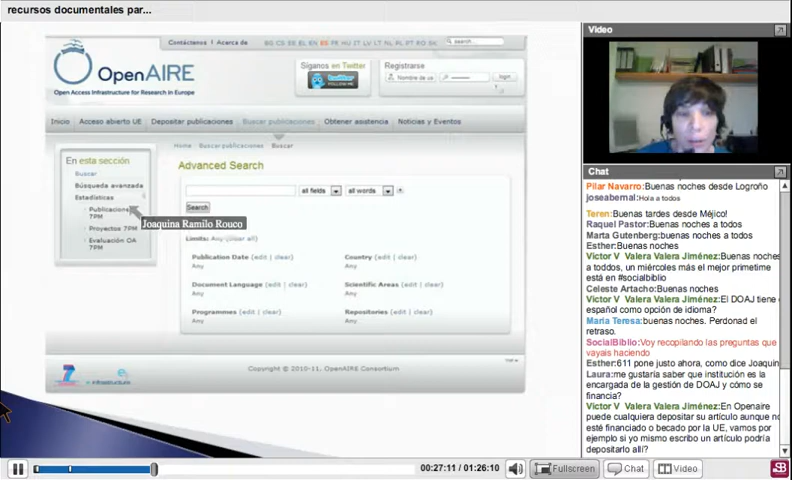 recursos documentales par...
Contáctenos | Acerca de
search...
OpenAIRE
Open Access Infrastructure for Research in Europe
Síganos en Twitter
twitter
Registrarse
Nombre de us
login
Inicio Acceso abierto UE Depositar publicaciones Buscar publicaciones Obtener asistencia Noticias y Eventos
Home Buscar publicaciones Buscar
En esta sección
Buscar
Búsqueda avanzada
Estadísticas
Publicacion
7PM
Proyectos 7PM
Evaluación OA
7PM
Joaquina Ramilo Rouco
Advanced Search
all fields all words
Search
Limits: Any (clear all)
Publication Date (edit | clear)
Any
Country (edit | clear)
Any
Document Language (edit | clear)
Any
Scientific Areas (edit | clear)
Any
Programmes (edit | clear)
Any
Repositories (edit | clear)
Any
Copyright © 2010-11, OpenAIRE Consortium
7
e-infrastructure
Video
Chat
Pilar Navarro:Buenas noches desde Logroño
joseabernal:Hola a todos
Teren:Buenas tardes desde Méjico!
Raquel Pastor:Buenas noches a todos
Marta Gutenberg:buenas noches a todos
Esther:Buenas noches
Victor V Valera Valera Jiménez:Buenas noches
a toddos, un miércoles más el mejor primetime
está en #socialbiblio
Celeste Artacho:Buenas noches
Victor V Valera Valera Jiménez:El DOAJ tiene
español como opción de idioma?
Maria Teresa:buenas noches. Perdonad el
retraso.
SocialBiblio:Voy recopilando las preguntas que
vayais haciendo
Esther:611 pone justo ahora, como dice Joaquin
Laura:me gustaría saber que institución es la
encargada de la gestión de DOAJ y cómo se
financia?
Victor V Valera Valera Jiménez:En Openaire
puede cualquiera depositar su artículo aunque no
esté financiado o becado por la UE, vamos por
ejemplo si yo mismo escribo un artículo podría
depositarlo allí?
00:27:11 / 01:26:10
Fullscreen
Chat
Video
SB